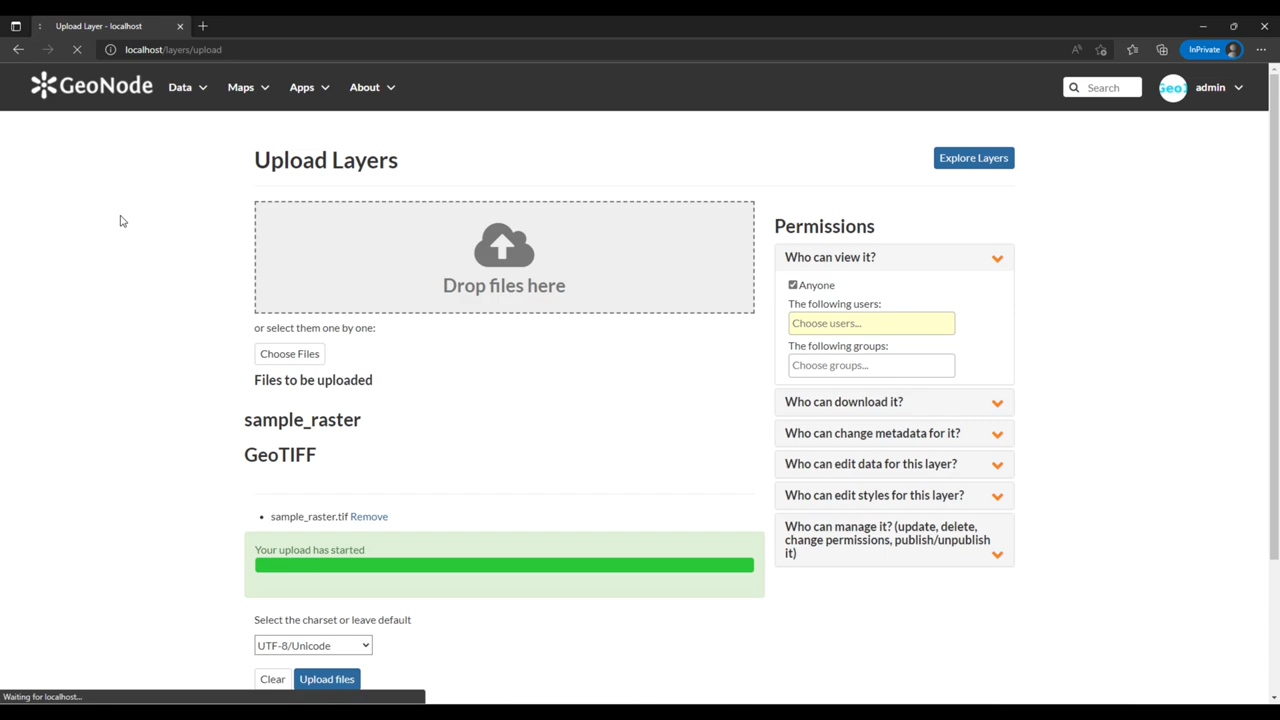 Upload Layer - localhost
localhost/layers/upload
InPrivate
GeoNode
Data
Maps
Apps
About
Search
Geo
admin
Upload Layers
Explore Layers
Drop files here
or select them one by one:
Choose Files
Files to be uploaded
sample_raster
GeoTIFF
sample_raster.tif Remove
Your upload has started
Select the charset or leave default
UTF-8/Unicode
Clear
Upload files
Permissions
Who can view it?
Anyone
The following users:
Choose users...
The following groups:
Choose groups...
Who can download it?
Who can change metadata for it?
Who can edit data for this layer?
Who can edit styles for this layer?
Who can manage it? (update, delete,
change permissions, publish/unpublish
it)
Waiting for localhost...